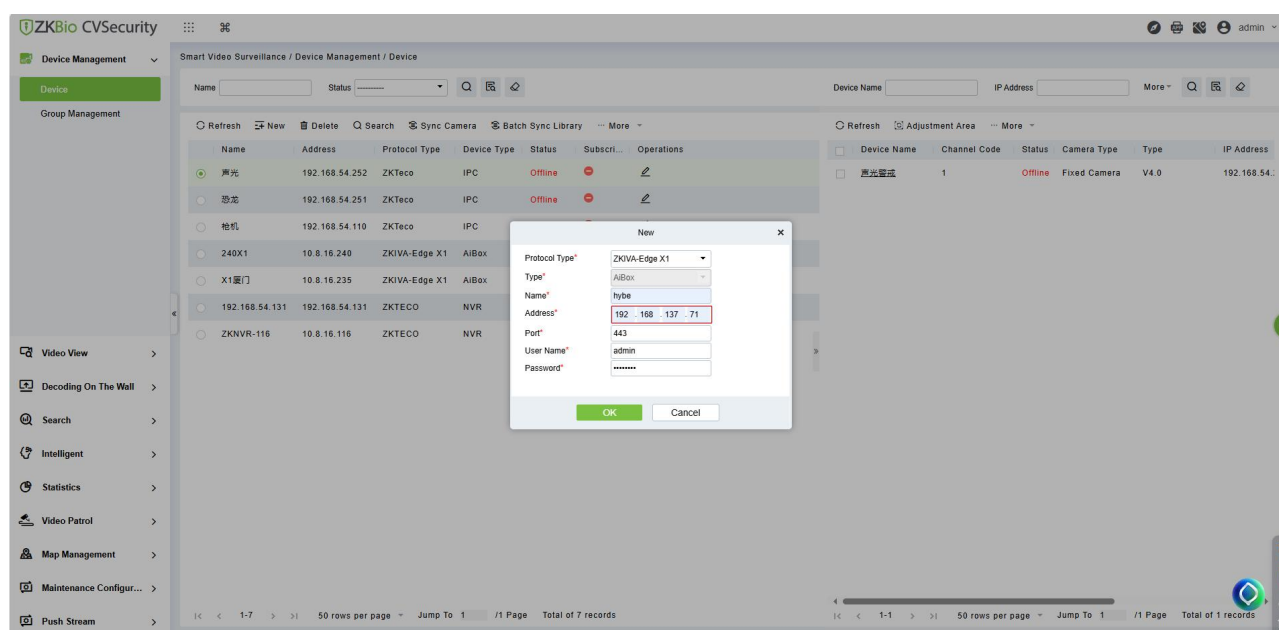 ZKBio CVSecurity
admin
Device Management
Device
Group Management
Video View
Decoding On The Wall
Search
Intelligent
Statistics
Video Patrol
Map Management
Maintenance Configur...
Push Stream
Smart Video Surveillance / Device Management / Device
Name Status ---------
Refresh New Delete Search Sync Camera Batch Sync Library ··· More
Name Address Protocol Type Device Type Status Subscri... Operations
声光 192.168.54.252 ZKTeco IPC Offline
恐龙 192.168.54.251 ZKTeco IPC Offline
枪机 192.168.54.110 ZKTeco IPC
240X1 10.8.16.240 ZKIVA-Edge X1 AiBox
X1厦门 10.8.16.235 ZKIVA-Edge X1 AiBox
192.168.54.131 192.168.54.131 ZKTECO NVR
ZKNVR-116 10.8.16.116 ZKTECO NVR
1-7 50 rows per page Jump To 1 /1 Page Total of 7 records
New
Protocol Type* ZKIVA-Edge X1
Type* AiBox
Name* hybe
Address* 192 . 168 . 137 . 71
Port* 443
User Name* admin
Password* ••••••••
OK Cancel
Device Name IP Address More
Refresh Adjustment Area ··· More
Device Name Channel Code Status Camera Type Type IP Address
声光警戒 1 Offline Fixed Camera V4.0 192.168.54.
1-1 50 rows per page Jump To 1 /1 Page Total of 1 records